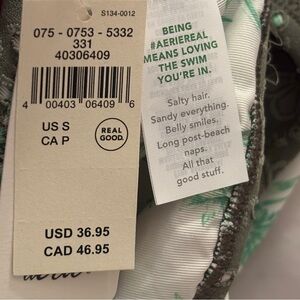 S134-0012
075 - 0753 - 5332
331
40306409
4 00403 06409 6
US S
CA P
REAL
GOOD.
USD 36.95
CAD 46.95
BEING
#AERIEREAL
MEANS LOVING
THE SWIM
YOU'RE IN.
Salty hair.
Sandy everything.
Belly smiles.
Long post-beach
naps.
All that
good stuff.